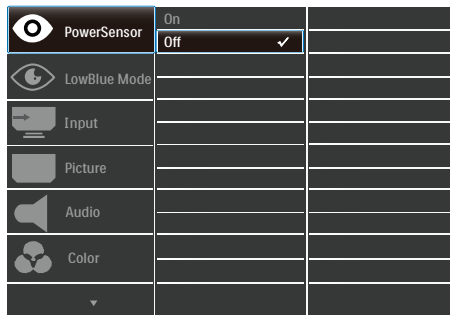 PowerSensor
On
Off
LowBlue Mode
Input
Picture
Audio
Color